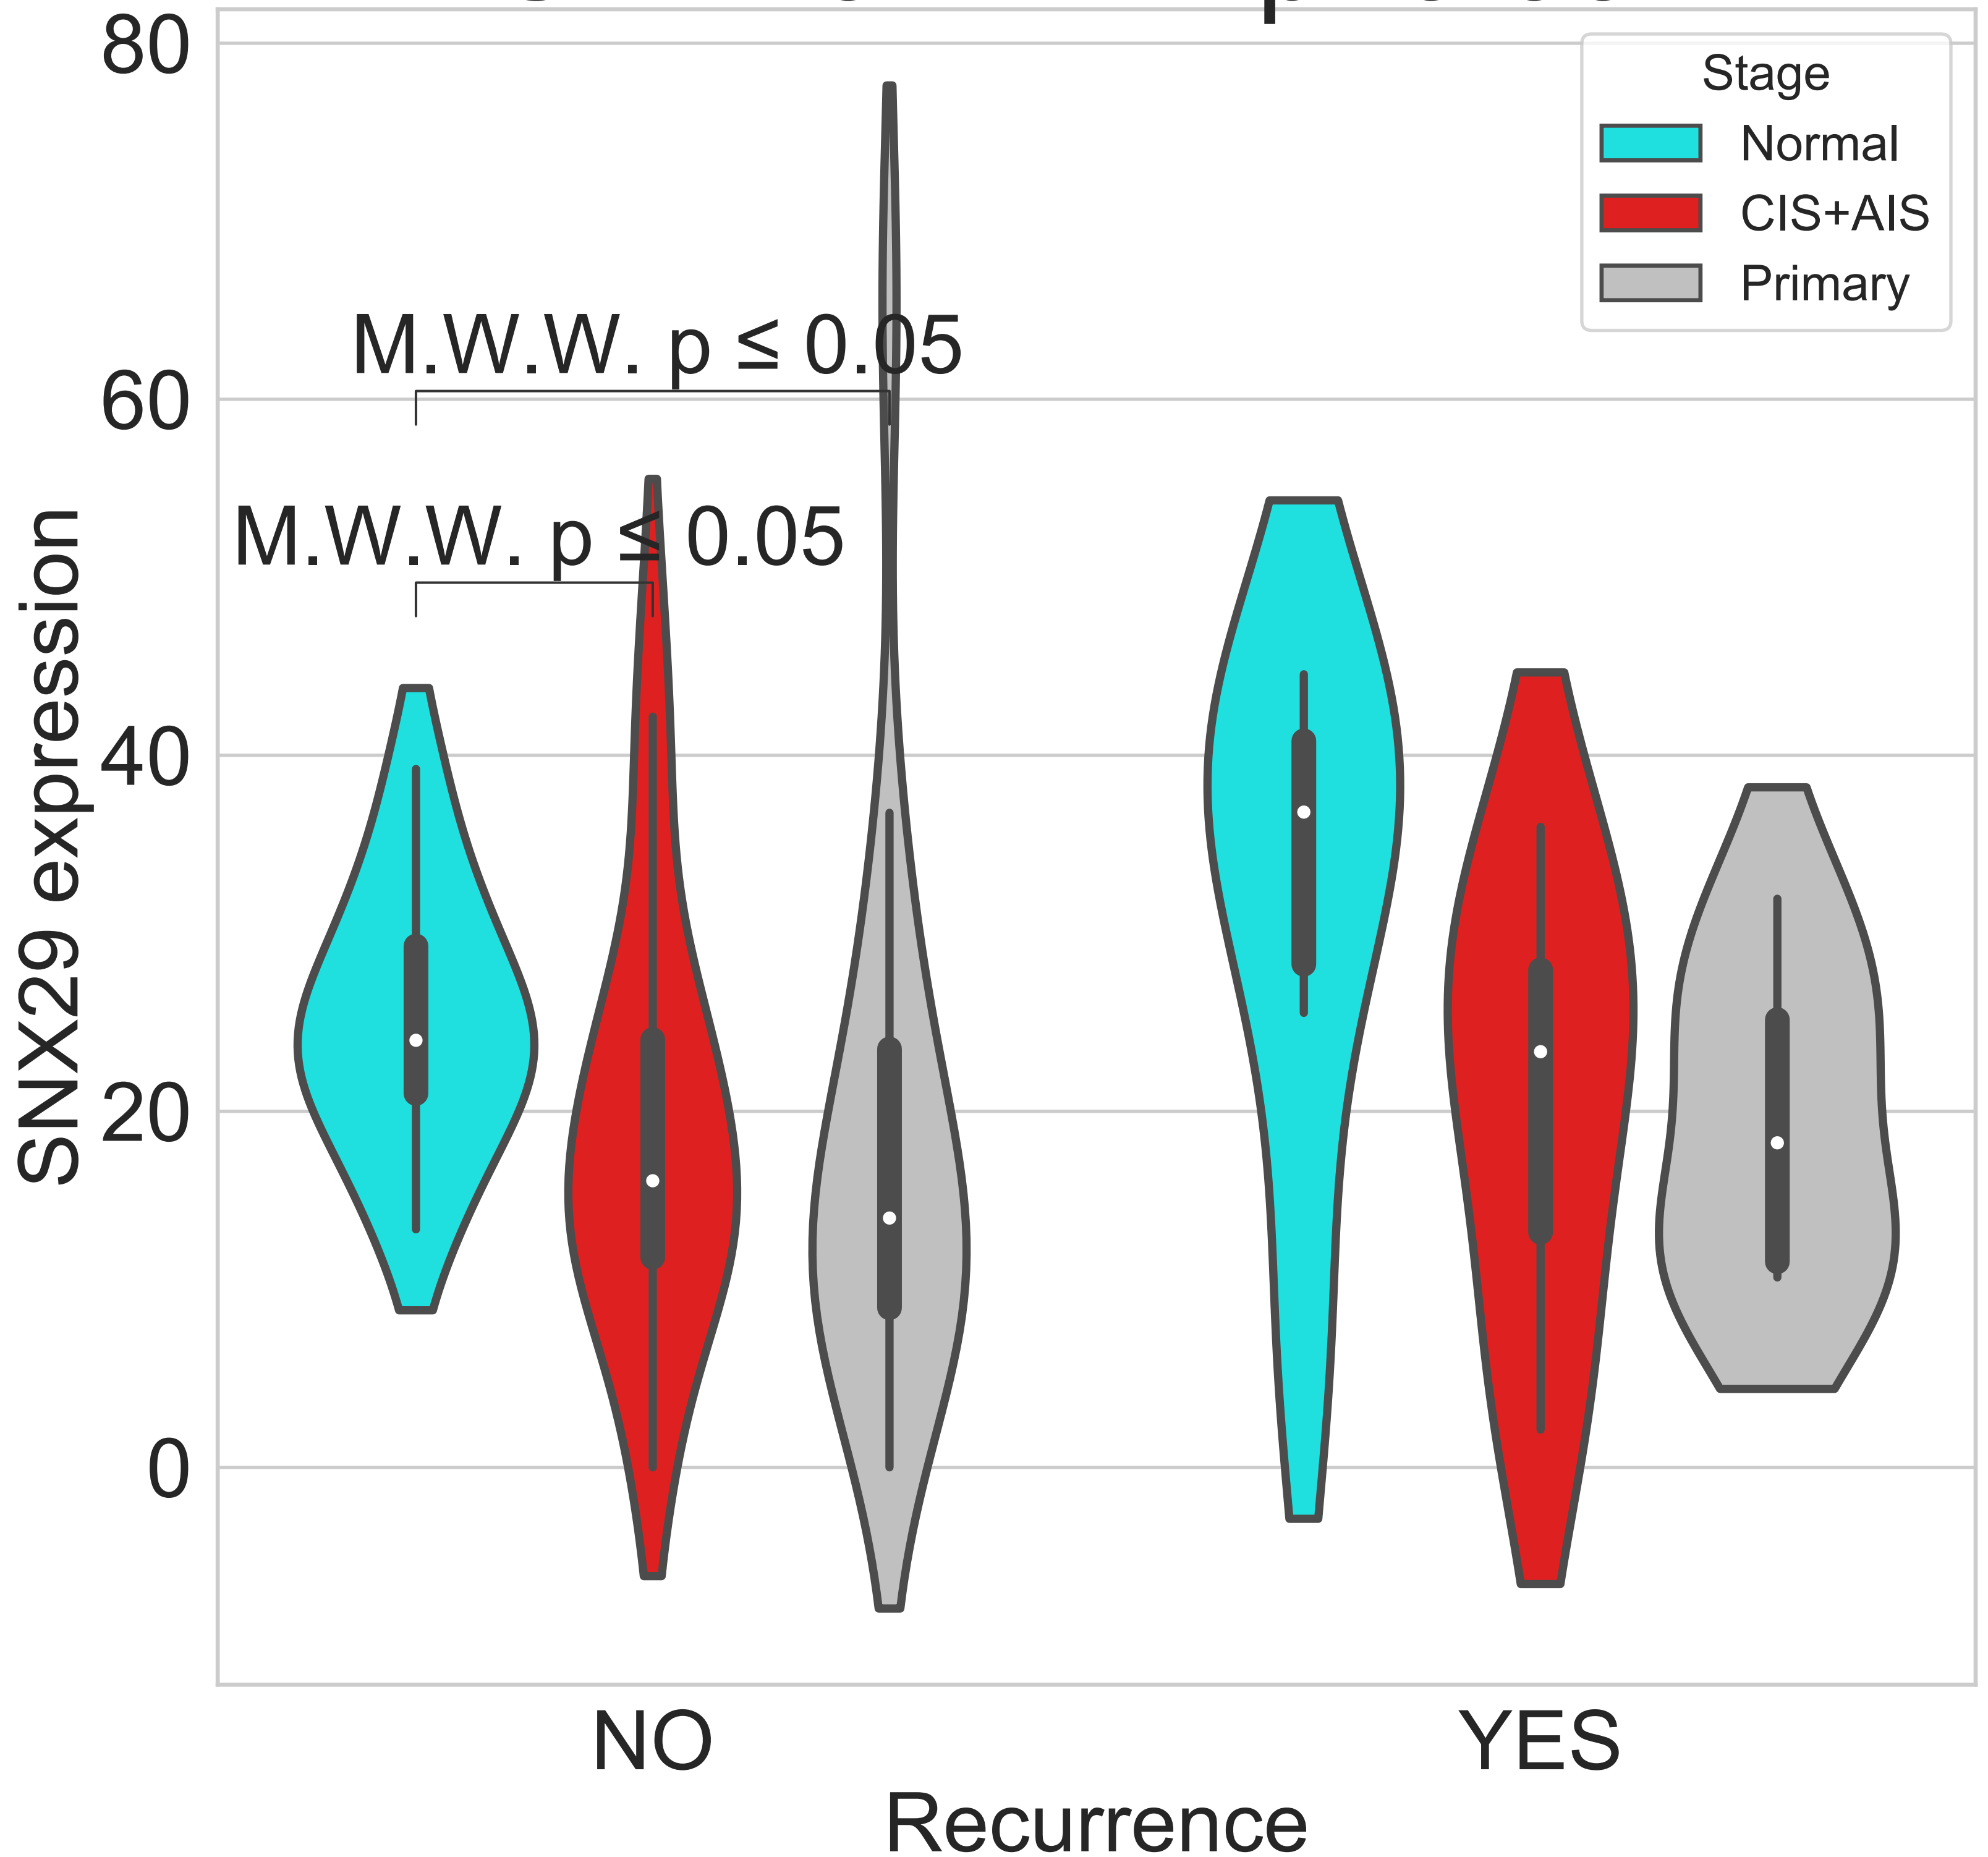 80
60
40
20
0
SNX29 expression
M.W.W. p ≤ 0.05
M.W.W. p ≤ 0.05
Stage
Normal
CIS+AIS
Primary
NO
YES
Recurrence